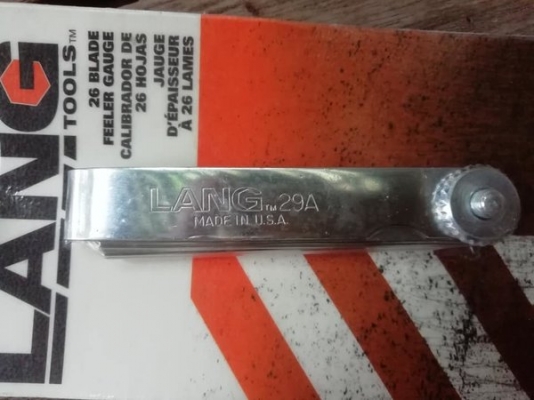 LANG
TOOLS™
26 BLADE
FEELER GAUGE
CALIBRADOR DE
26 HOJAS
JAUGE
D'ÉPAISSEUR
À 26 LAMES
LANG™ 29A
MADE IN U.S.A.